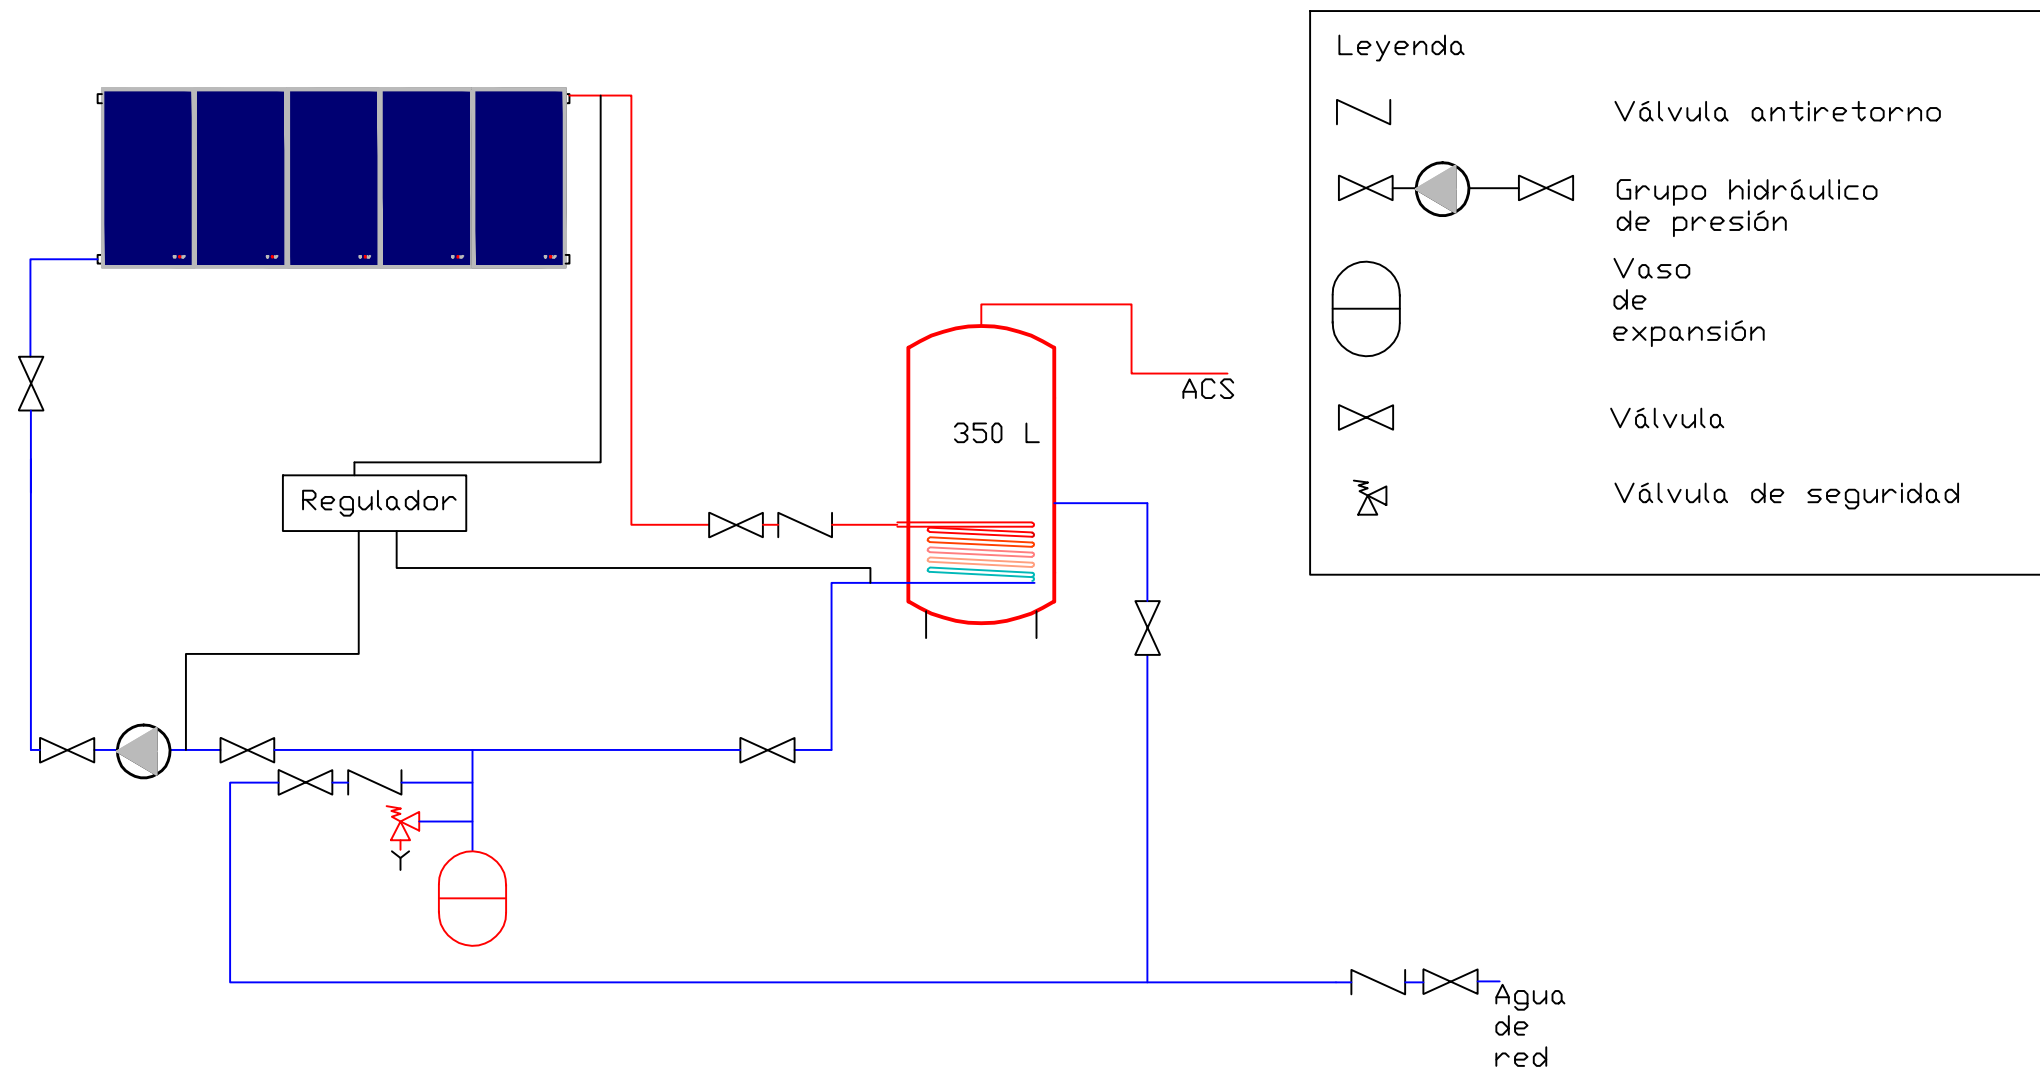 Leyenda
Válvula antiretorno
Grupo hidráulico
de presión
Vaso
de
expansión
Válvula
Válvula de seguridad
ACS
350 L
Regulador
Agua
de
red